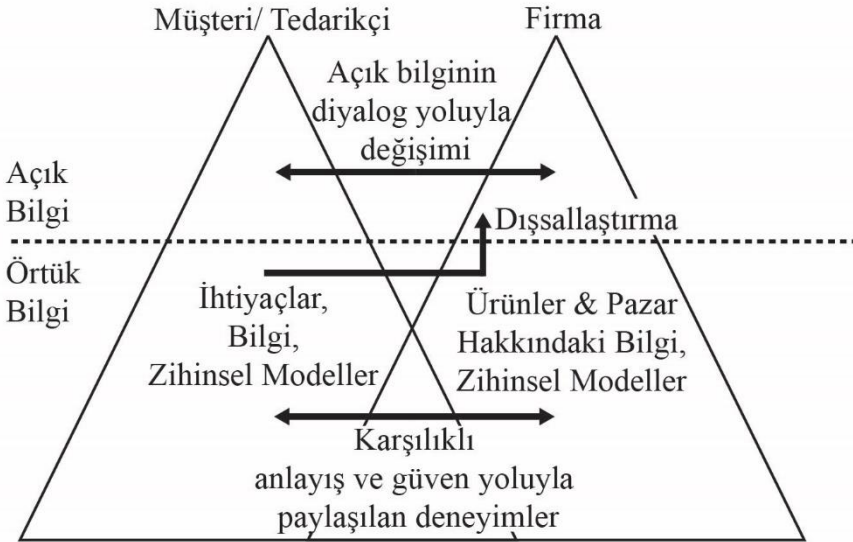 Müşteri/ Tedarikçi
Firma
Açık bilginin
diyalog yoluyla
değişimi
Açık
Bilgi
Dışsallaştırma
Örtük
Bilgi
İhtiyaçlar,
Bilgi,
Zihinsel Modeller
Ürünler & Pazar
Hakkındaki Bilgi,
Zihinsel Modeller
Karşılıklı
anlayış ve güven yoluyla
paylaşılan deneyimler